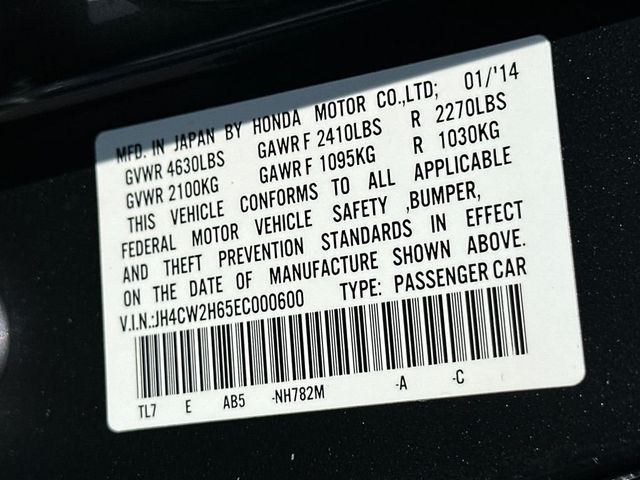 MFD. IN JAPAN BY HONDA MOTOR CO.,LTD; 01/'14
GVWR 4630LBS GAWR F 2410LBS R 2270LBS
GVWR 2100KG GAWR F 1095KG R 1030KG
THIS VEHICLE CONFORMS TO ALL APPLICABLE
FEDERAL MOTOR VEHICLE SAFETY ,BUMPER,
AND THEFT PREVENTION STANDARDS IN EFFECT
ON THE DATE OF MANUFACTURE SHOWN ABOVE.
V.I.N.:JH4CW2H65EC000600 TYPE: PASSENGER CAR
TL7 E AB5 -NH782M -A -C